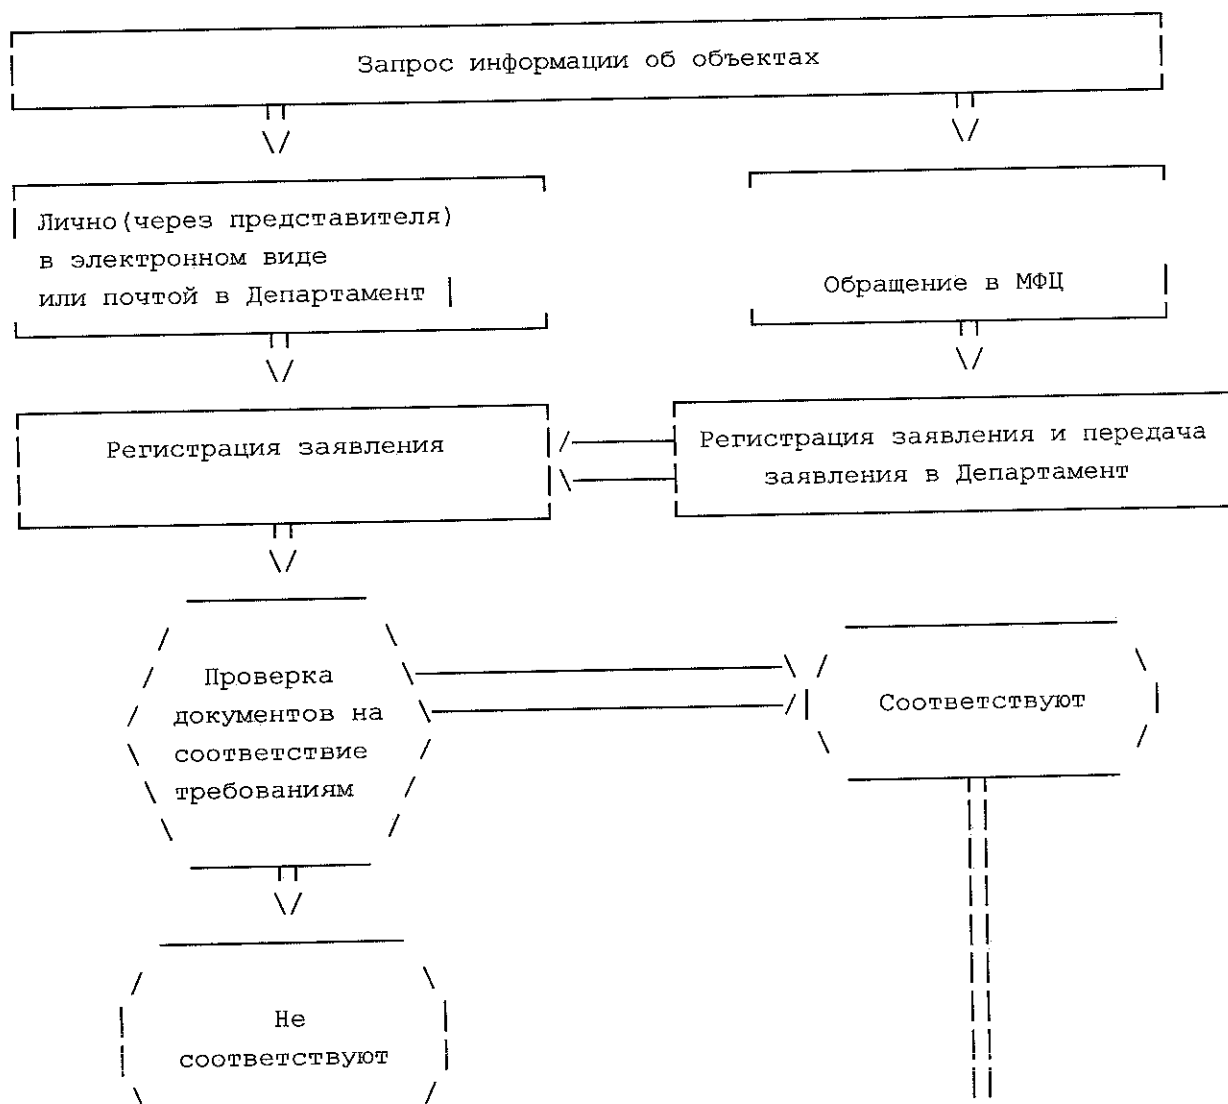 Запрос информации об объектах
Лично(через представителя)
в электронном виде
или почтой в Департамент
Обращение в МФЦ
Регистрация заявления
Регистрация заявления и передача
заявления в Департамент
Проверка
документов на
соответствие
требованиям
Соответствуют
Не
соответствуют